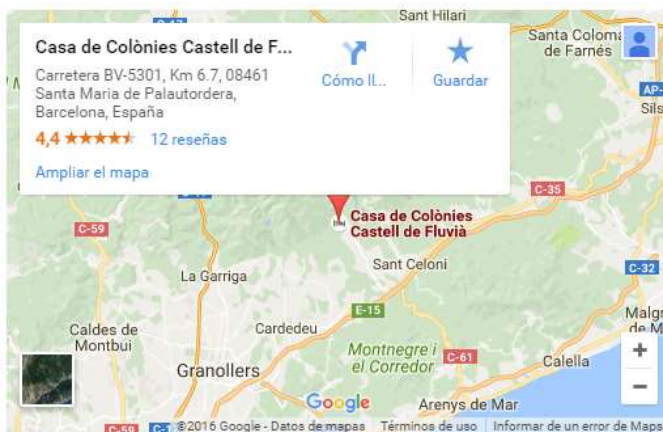 Sant Hilari
Casa de Colònies Castell de F...
Carretera BV-5301, Km 6.7, 08461
Santa Maria de Palautordera,
Barcelona, España
4,4
12 reseñas
Ampliar el mapa
Cómo ll...
Guardar
Santa Coloma
de Farnés
AP-
Sils
C-35
C-59
Casa de Colònies
Castell de Fluvià
La Garriga
Sant Celoni
C-32
E-15
Caldes de
Montbui
Cardedeu
Malgr
de M
Montnegre i
el Corredor
C-61
Calella
Granollers
Google
Arenys de Mar
C-59
©2016 Google - Datos de mapas
Términos de uso
Informar de un error de Maps